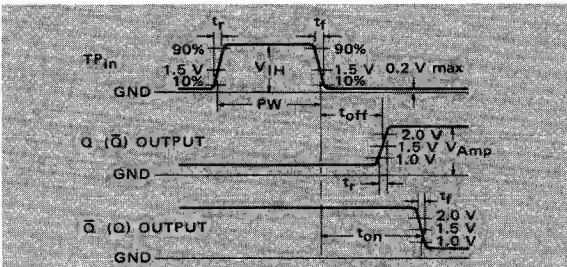 tr tf
90% 90%
TPin 1.5 V VIH 1.5 V 0.2 V max
10% 10%
GND
PW toff
Q (Q̄) OUTPUT 2.0 V
1.5 V VAmp
1.0 V
GND
tr tf
Q̄ (Q) OUTPUT 2.0 V
ton 1.5 V
1.0 V
GND